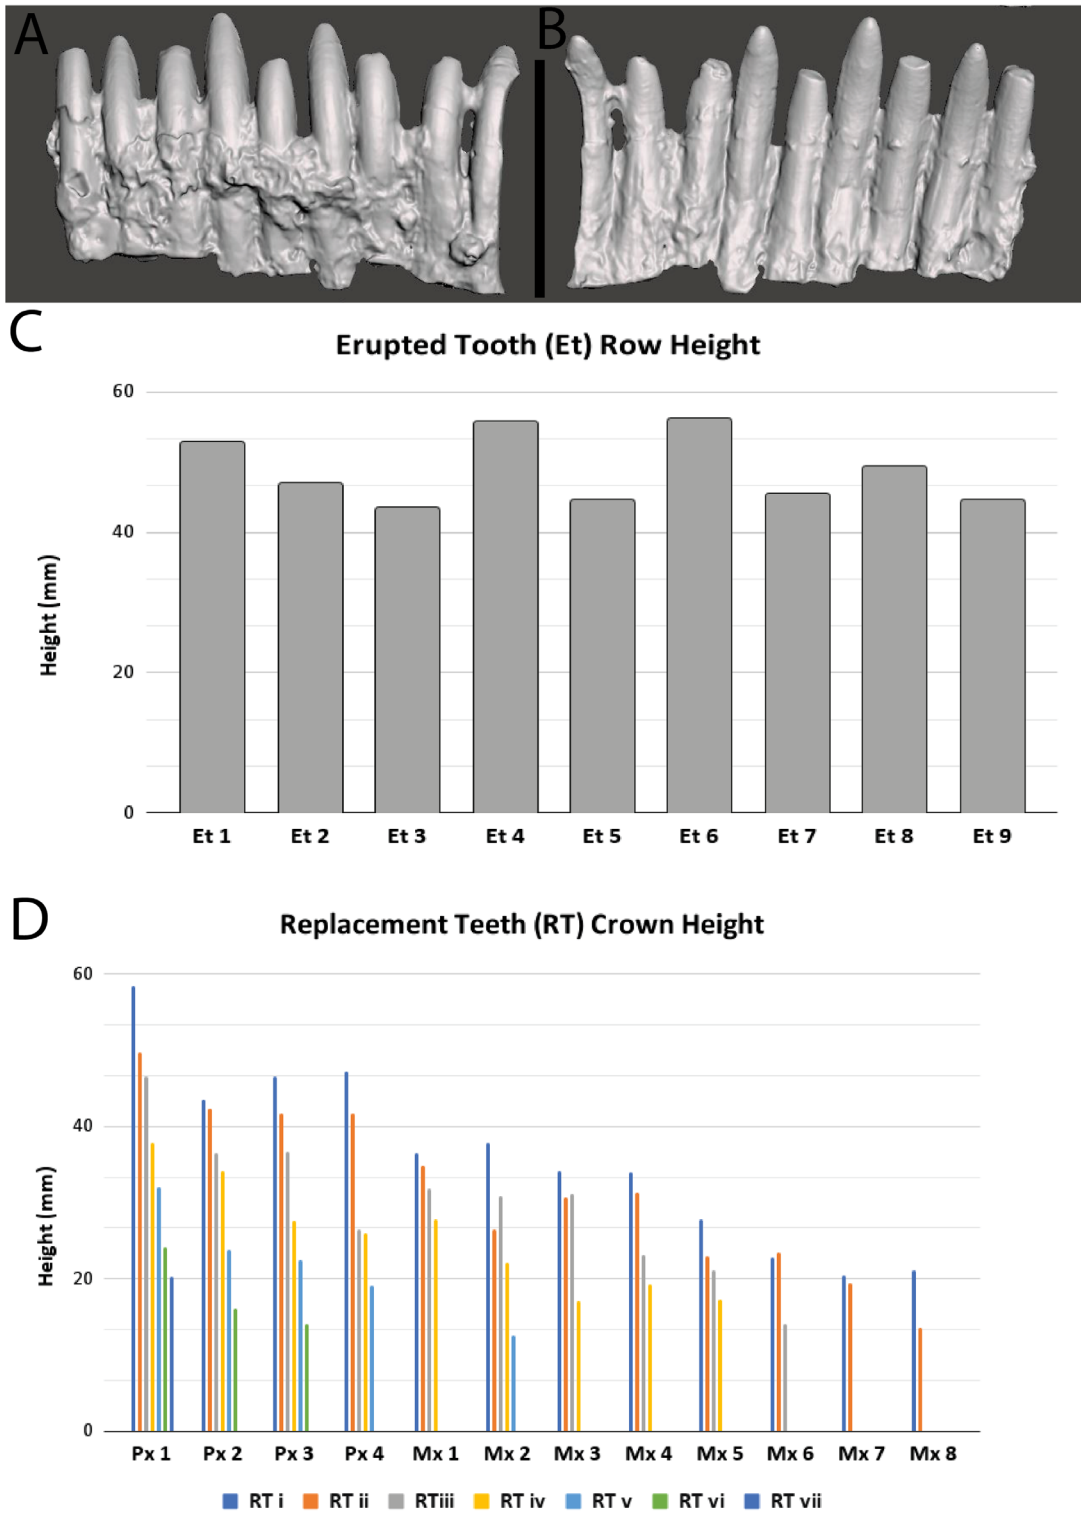 A B
C
Erupted Tooth (Et) Row Height
60
40
20
0
Height (mm)
Et 1 Et 2 Et 3 Et 4 Et 5 Et 6 Et 7 Et 8 Et 9
D
Replacement Teeth (RT) Crown Height
60
40
20
0
Height (mm)
Px 1 Px 2 Px 3 Px 4 Mx 1 Mx 2 Mx 3 Mx 4 Mx 5 Mx 6 Mx 7 Mx 8
RT i RT ii RTiii RT iv RT v RT vi RT vii